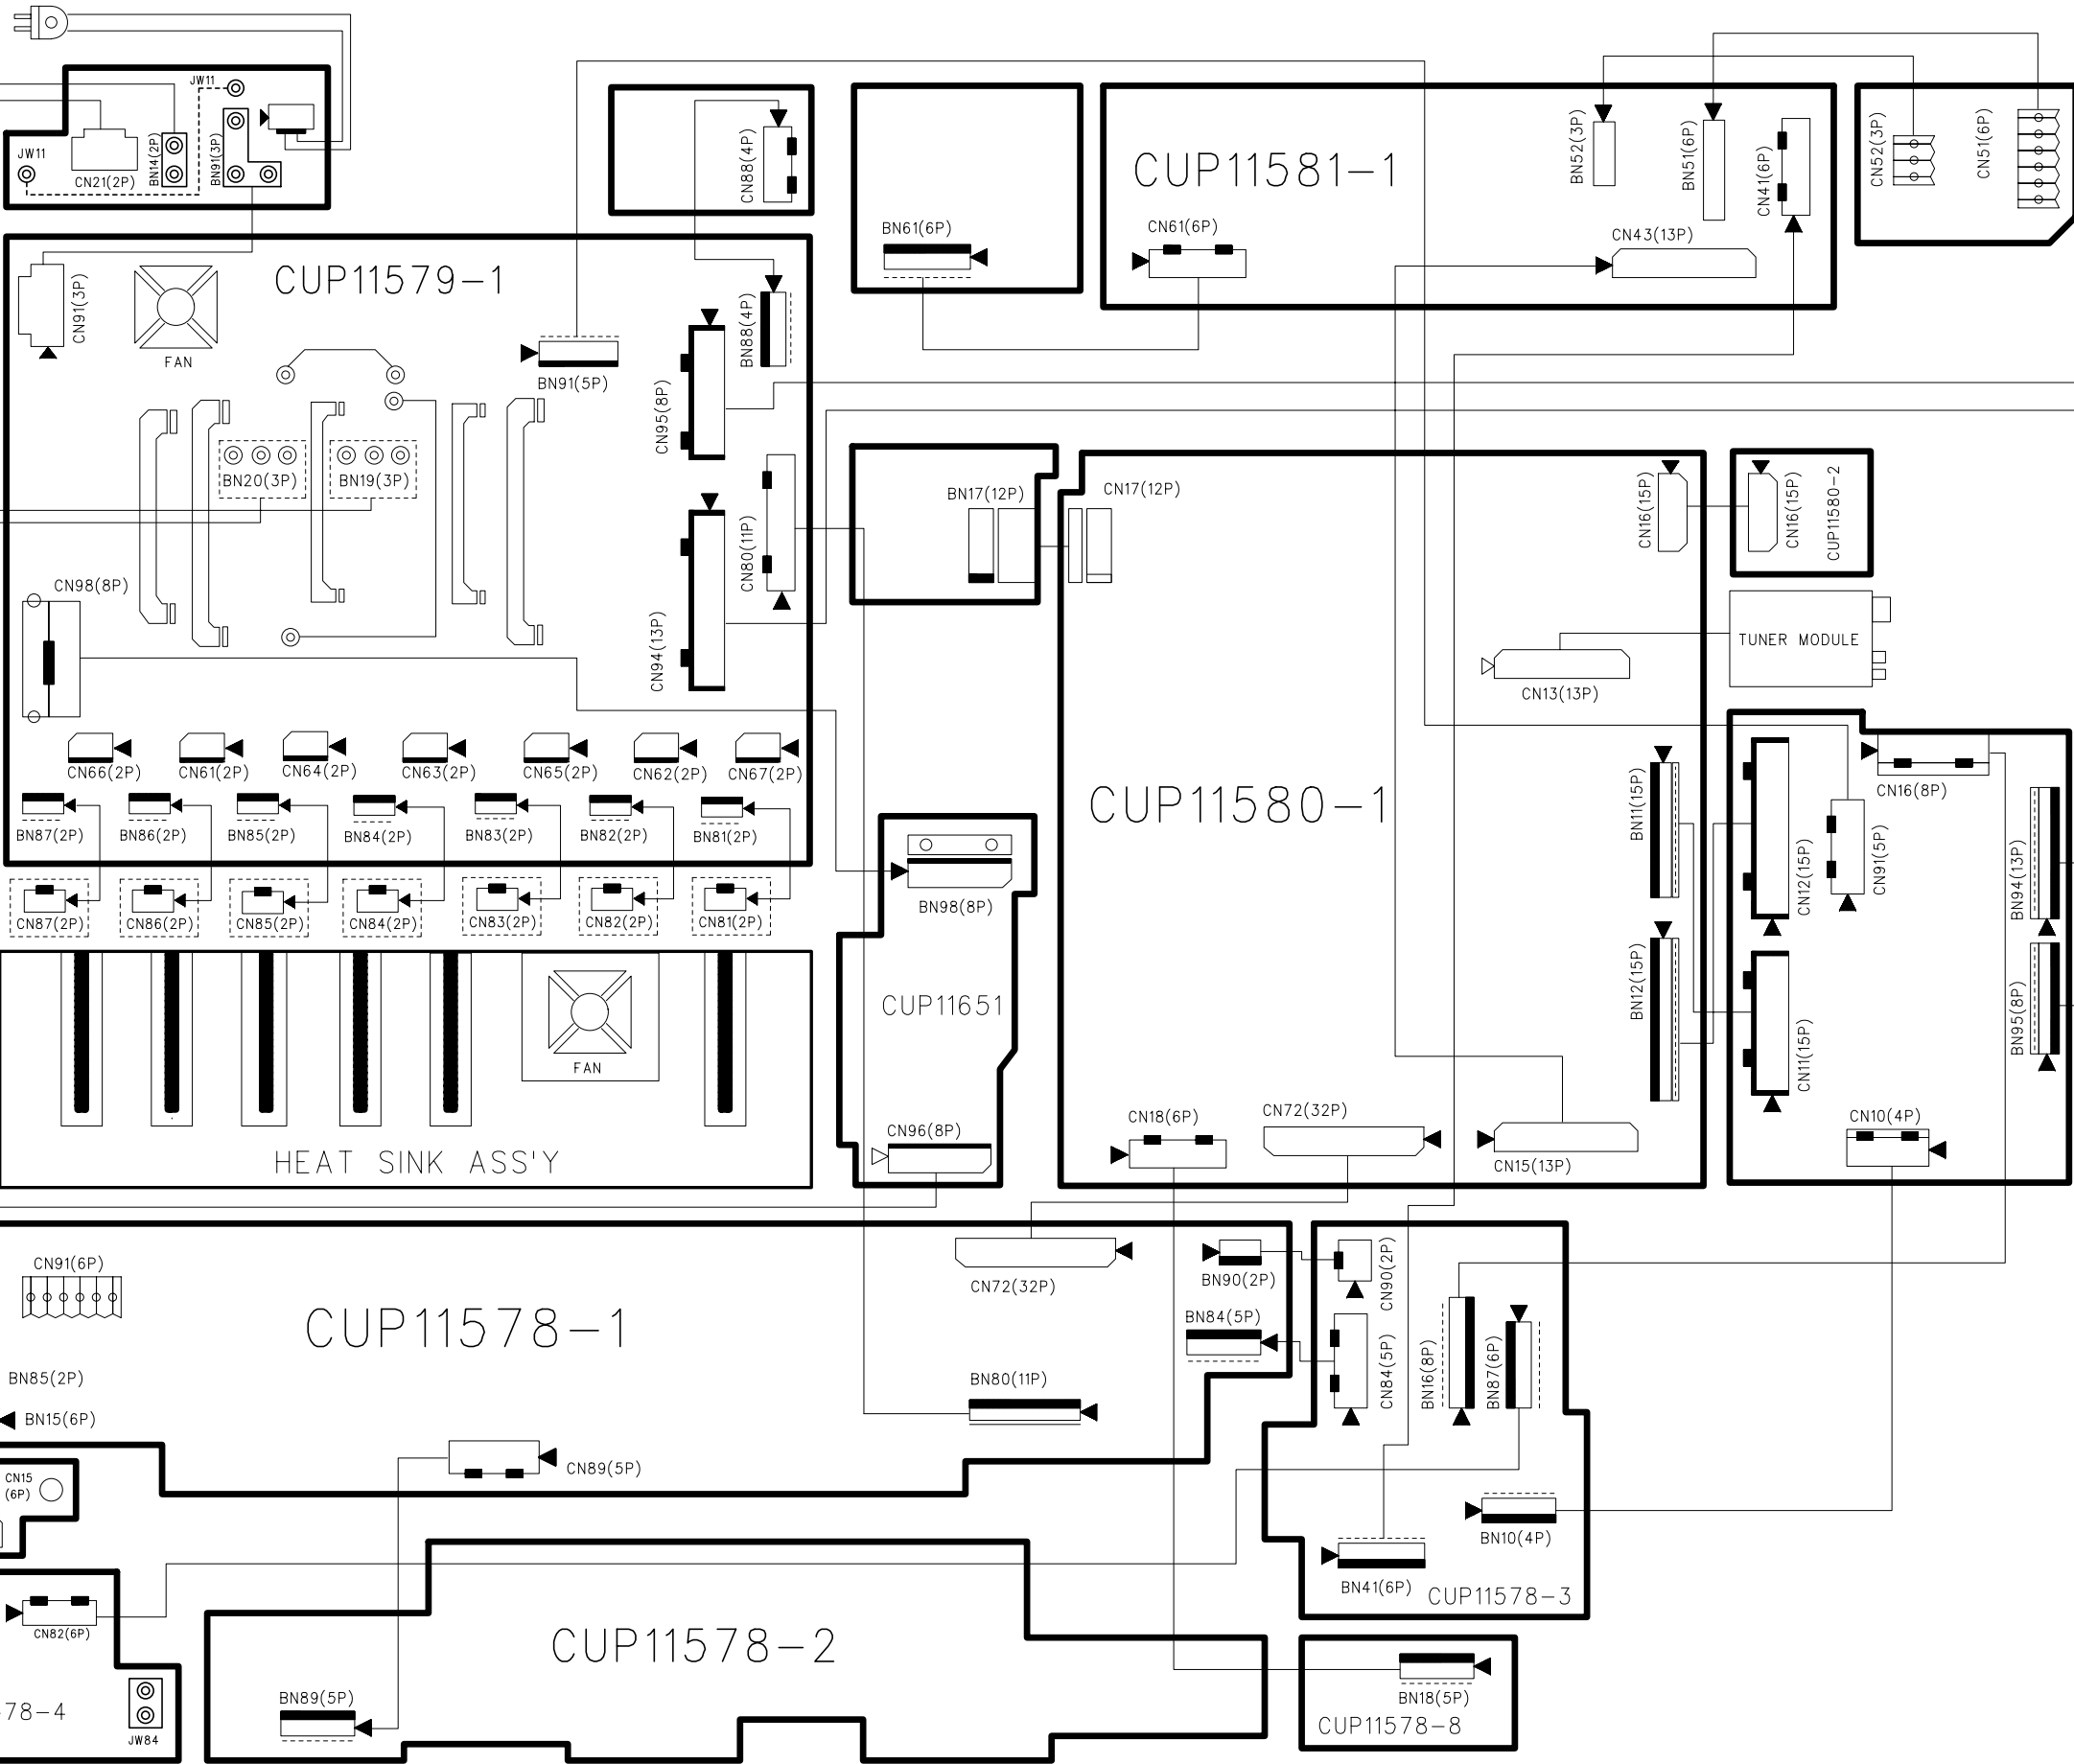 JW11
JW11
CN21(2P)
BN14(2P)
BN91(3P)
CN88(4P)
BN61(6P)
CUP11581-1
CN61(6P)
BN52(3P)
BN51(6P)
CN41(6P)
CN43(13P)
CN52(3P)
CN51(6P)
CUP11579-1
CN91(3P)
FAN
BN91(5P)
CN95(8P)
BN88(4P)
BN20(3P)
BN19(3P)
CN80(11P)
CN94(13P)
CN98(8P)
BN17(12P)
CN17(12P)
CN16(15P)
CN16(15P)
CUP11580-2
TUNER MODULE
CN13(13P)
CN66(2P)
CN61(2P)
CN64(2P)
CN63(2P)
CN65(2P)
CN62(2P)
CN67(2P)
BN87(2P)
BN86(2P)
BN85(2P)
BN84(2P)
BN83(2P)
BN82(2P)
BN81(2P)
CN87(2P)
CN86(2P)
CN85(2P)
CN84(2P)
CN83(2P)
CN82(2P)
CN81(2P)
CUP11580-1
BN11(15P)
BN12(15P)
CN12(15P)
CN11(15P)
CN16(8P)
CN91(5P)
BN94(13P)
BN95(8P)
CN10(4P)
BN98(8P)
CUP11651
CN96(8P)
FAN
HEAT SINK ASS'Y
CN18(6P)
CN72(32P)
CN15(13P)
CN91(6P)
CUP11578-1
CN72(32P)
BN90(2P)
CN90(2P)
BN84(5P)
CN84(5P)
BN16(8P)
BN87(6P)
BN85(2P)
BN15(6P)
BN80(11P)
CN89(5P)
CN15
(6P)
BN10(4P)
BN41(6P)
CUP11578-3
CN82(6P)
CUP11578-2
78-4
JW84
BN89(5P)
BN18(5P)
CUP11578-8